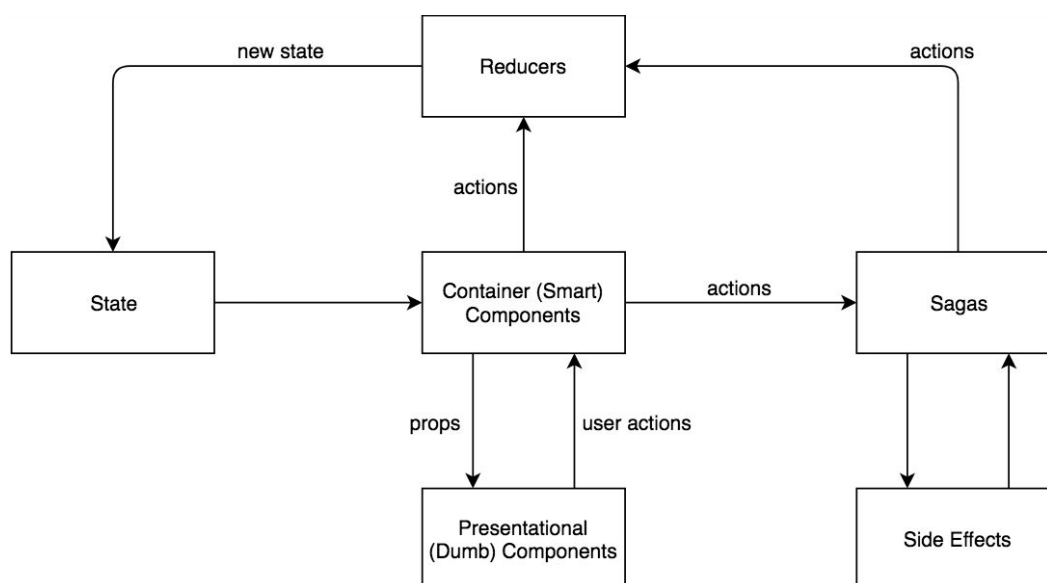 new state
Reducers
actions
actions
State
Container (Smart)
Components
actions
Sagas
props
user actions
Presentational
(Dumb) Components
Side Effects